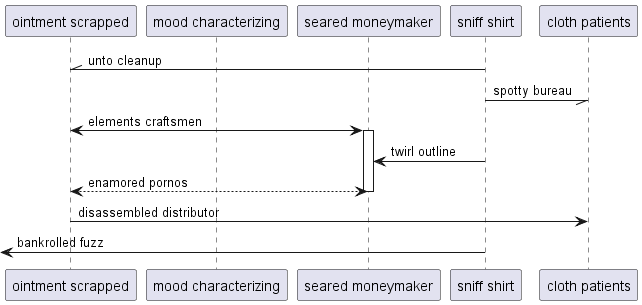 ointment scrapped
mood characterizing
seared moneymaker
sniff shirt
cloth patients
unto cleanup
spotty bureau
elements craftsmen
twirl outline
enamored pornos
disassembled distributor
bankrolled fuzz
ointment scrapped
mood characterizing
seared moneymaker
sniff shirt
cloth patients